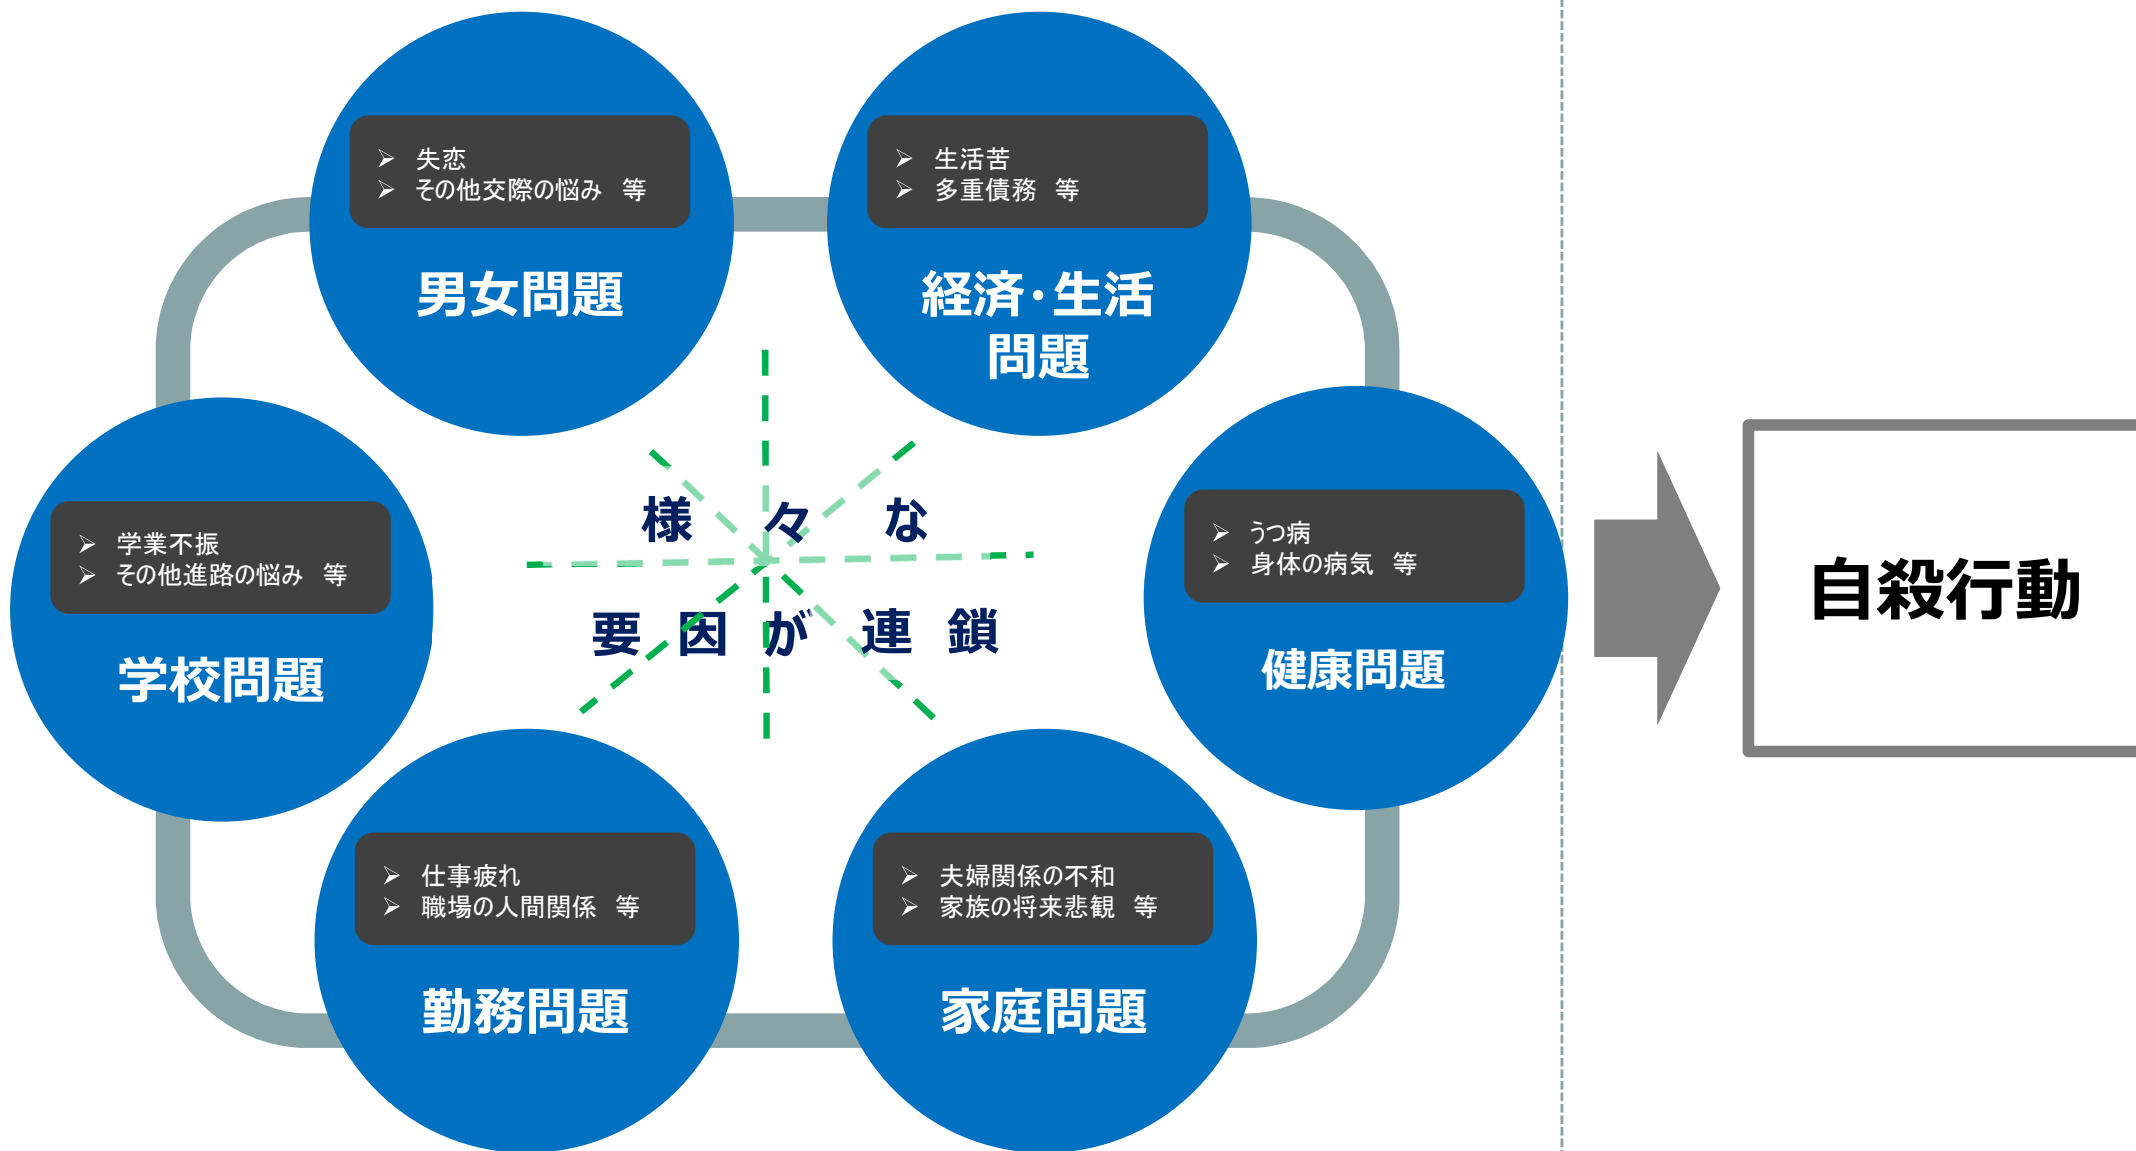 ➢ 失恋
➢ その他交際の悩み 等
男女問題
➢ 生活苦
➢ 多重債務 等
経済・生活
問題
➢ 学業不振
➢ その他進路の悩み 等
学校問題
様々な
要因が連鎖
➢ うつ病
➢ 身体の病気 等
健康問題
➢ 仕事疲れ
➢ 職場の人間関係 等
勤務問題
➢ 夫婦関係の不和
➢ 家族の将来悲観 等
家庭問題
自殺行動